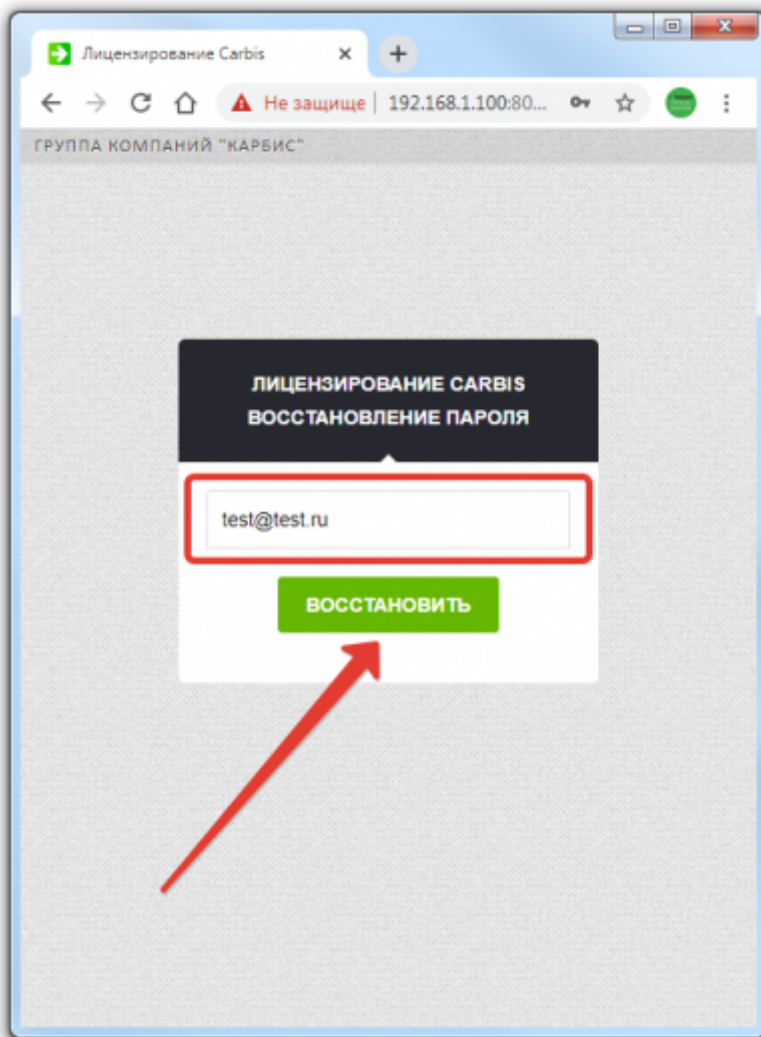 Лицензирование Carbis
Не защище | 192.168.1.100:80...
ГРУППА КОМПАНИЙ "КАРБИС"
ЛИЦЕНЗИРОВАНИЕ CARBIS
ВОССТАНОВЛЕНИЕ ПАРОЛЯ
test@test.ru
ВОССТАНОВИТЬ